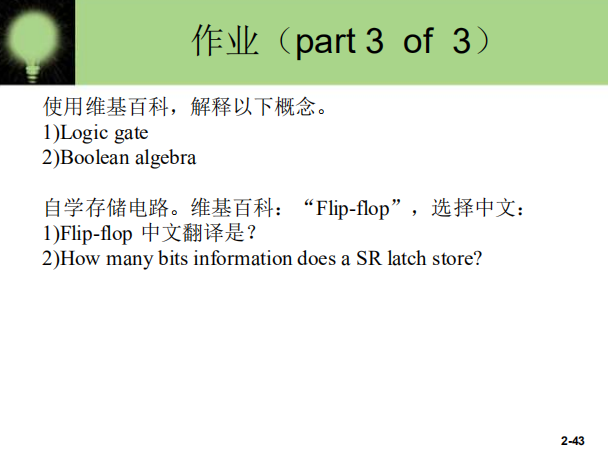 作业（part 3 of 3）
使用维基百科，解释以下概念。
1)Logic gate
2)Boolean algebra
自学存储电路。维基百科：“Flip-flop”，选择中文：
1)Flip-flop 中文翻译是？
2)How many bits information does a SR latch store?
2-43